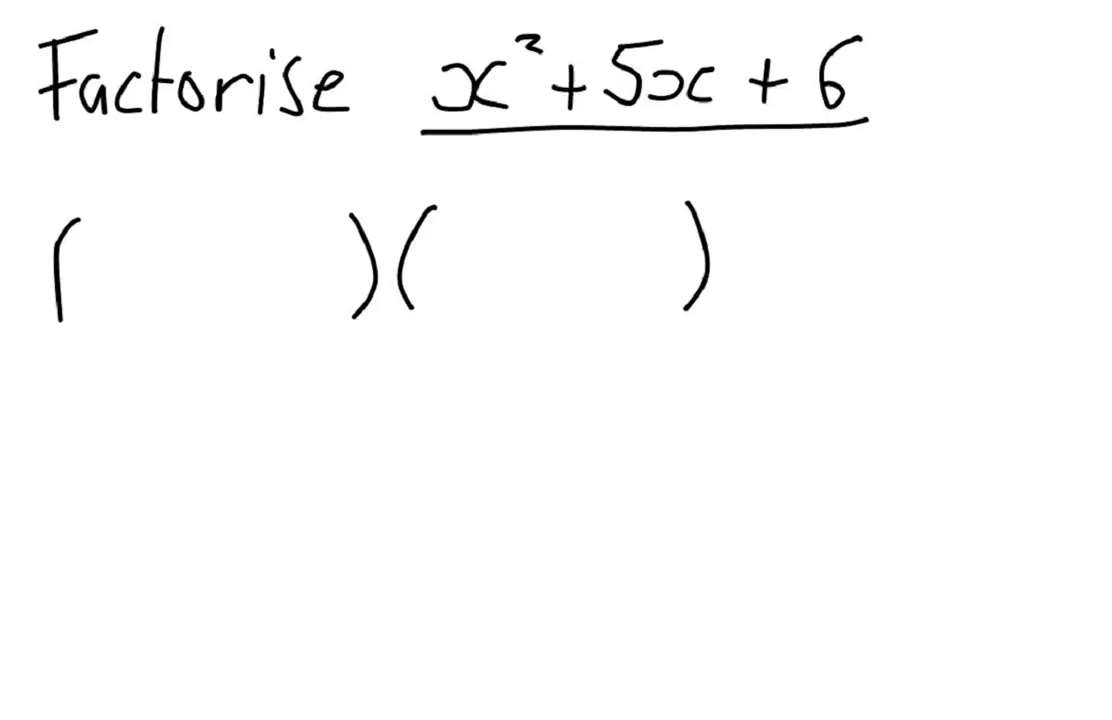 Factorise x² + 5x + 6
( )( )